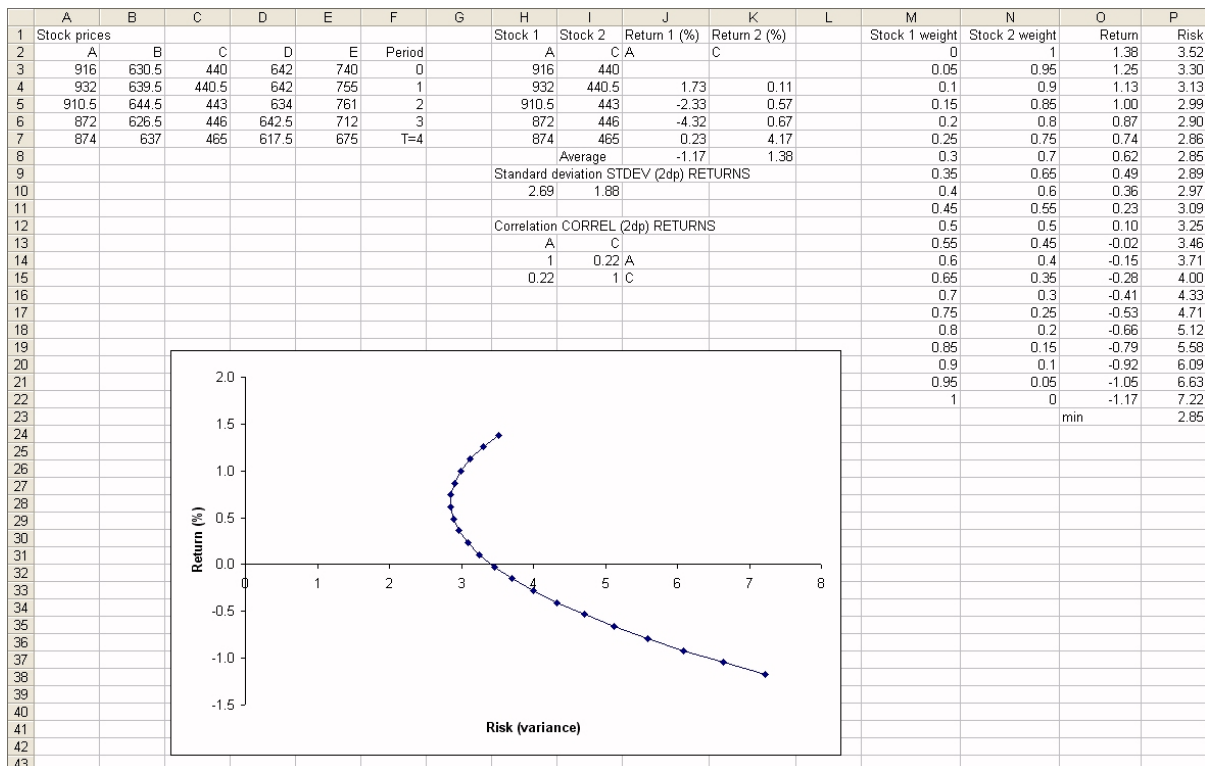 A B C D E F G H I J K L M N O P
1 Stock prices Stock 1 Stock 2 Return 1 (%) Return 2 (%) Stock 1 weight Stock 2 weight Return Risk
2 A B C D E Period A C A C 0 1 1.38 3.52
3 916 630.5 440 642 740 0 916 440 0.05 0.95 1.25 3.30
4 932 639.5 440.5 642 755 1 932 440.5 1.73 0.11 0.1 0.9 1.13 3.13
5 910.5 644.5 443 634 761 2 910.5 443 -2.33 0.57 0.15 0.85 1.00 2.99
6 872 626.5 446 642.5 712 3 872 446 -4.32 0.67 0.2 0.8 0.87 2.90
7 874 637 465 617.5 675 T=4 874 465 0.23 4.17 0.25 0.75 0.74 2.86
8 Average -1.17 1.38 0.3 0.7 0.62 2.85
9 Standard deviation STDEV (2dp) RETURNS 0.35 0.65 0.49 2.89
10 2.69 1.88 0.4 0.6 0.36 2.97
11 0.45 0.55 0.23 3.09
12 Correlation CORREL (2dp) RETURNS 0.5 0.5 0.10 3.25
13 A C 0.55 0.45 -0.02 3.46
14 1 0.22 A 0.6 0.4 -0.15 3.71
15 0.22 1 C 0.65 0.35 -0.28 4.00
16 0.7 0.3 -0.41 4.33
17 0.75 0.25 -0.53 4.71
18 0.8 0.2 -0.66 5.12
19 0.85 0.15 -0.79 5.58
20 0.9 0.1 -0.92 6.09
21 0.95 0.05 -1.05 6.63
22 1 0 -1.17 7.22
23 min 2.85
24
25
26
27
28
29
30
31
32
33
34
35
36
37
38
39
40
41
42
43
2.0
1.5
1.0
0.5
0.0
-0.5
-1.0
-1.5
Return (%)
0 1 2 3 4 5 6 7 8
Risk (variance)